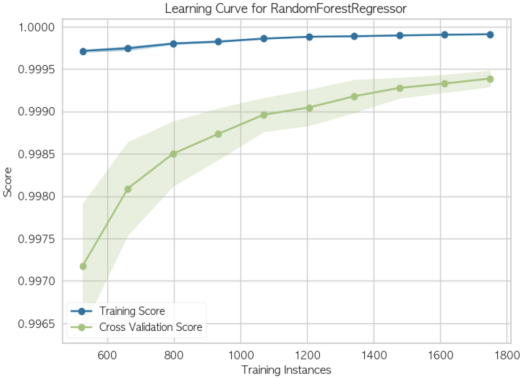 Learning Curve for RandomForestRegressor
1.0000
0.9995
0.9990
0.9985
0.9980
0.9975
0.9970
0.9965
Score
Training Score
Cross Validation Score
600 800 1000 1200 1400 1600 1800
Training Instances